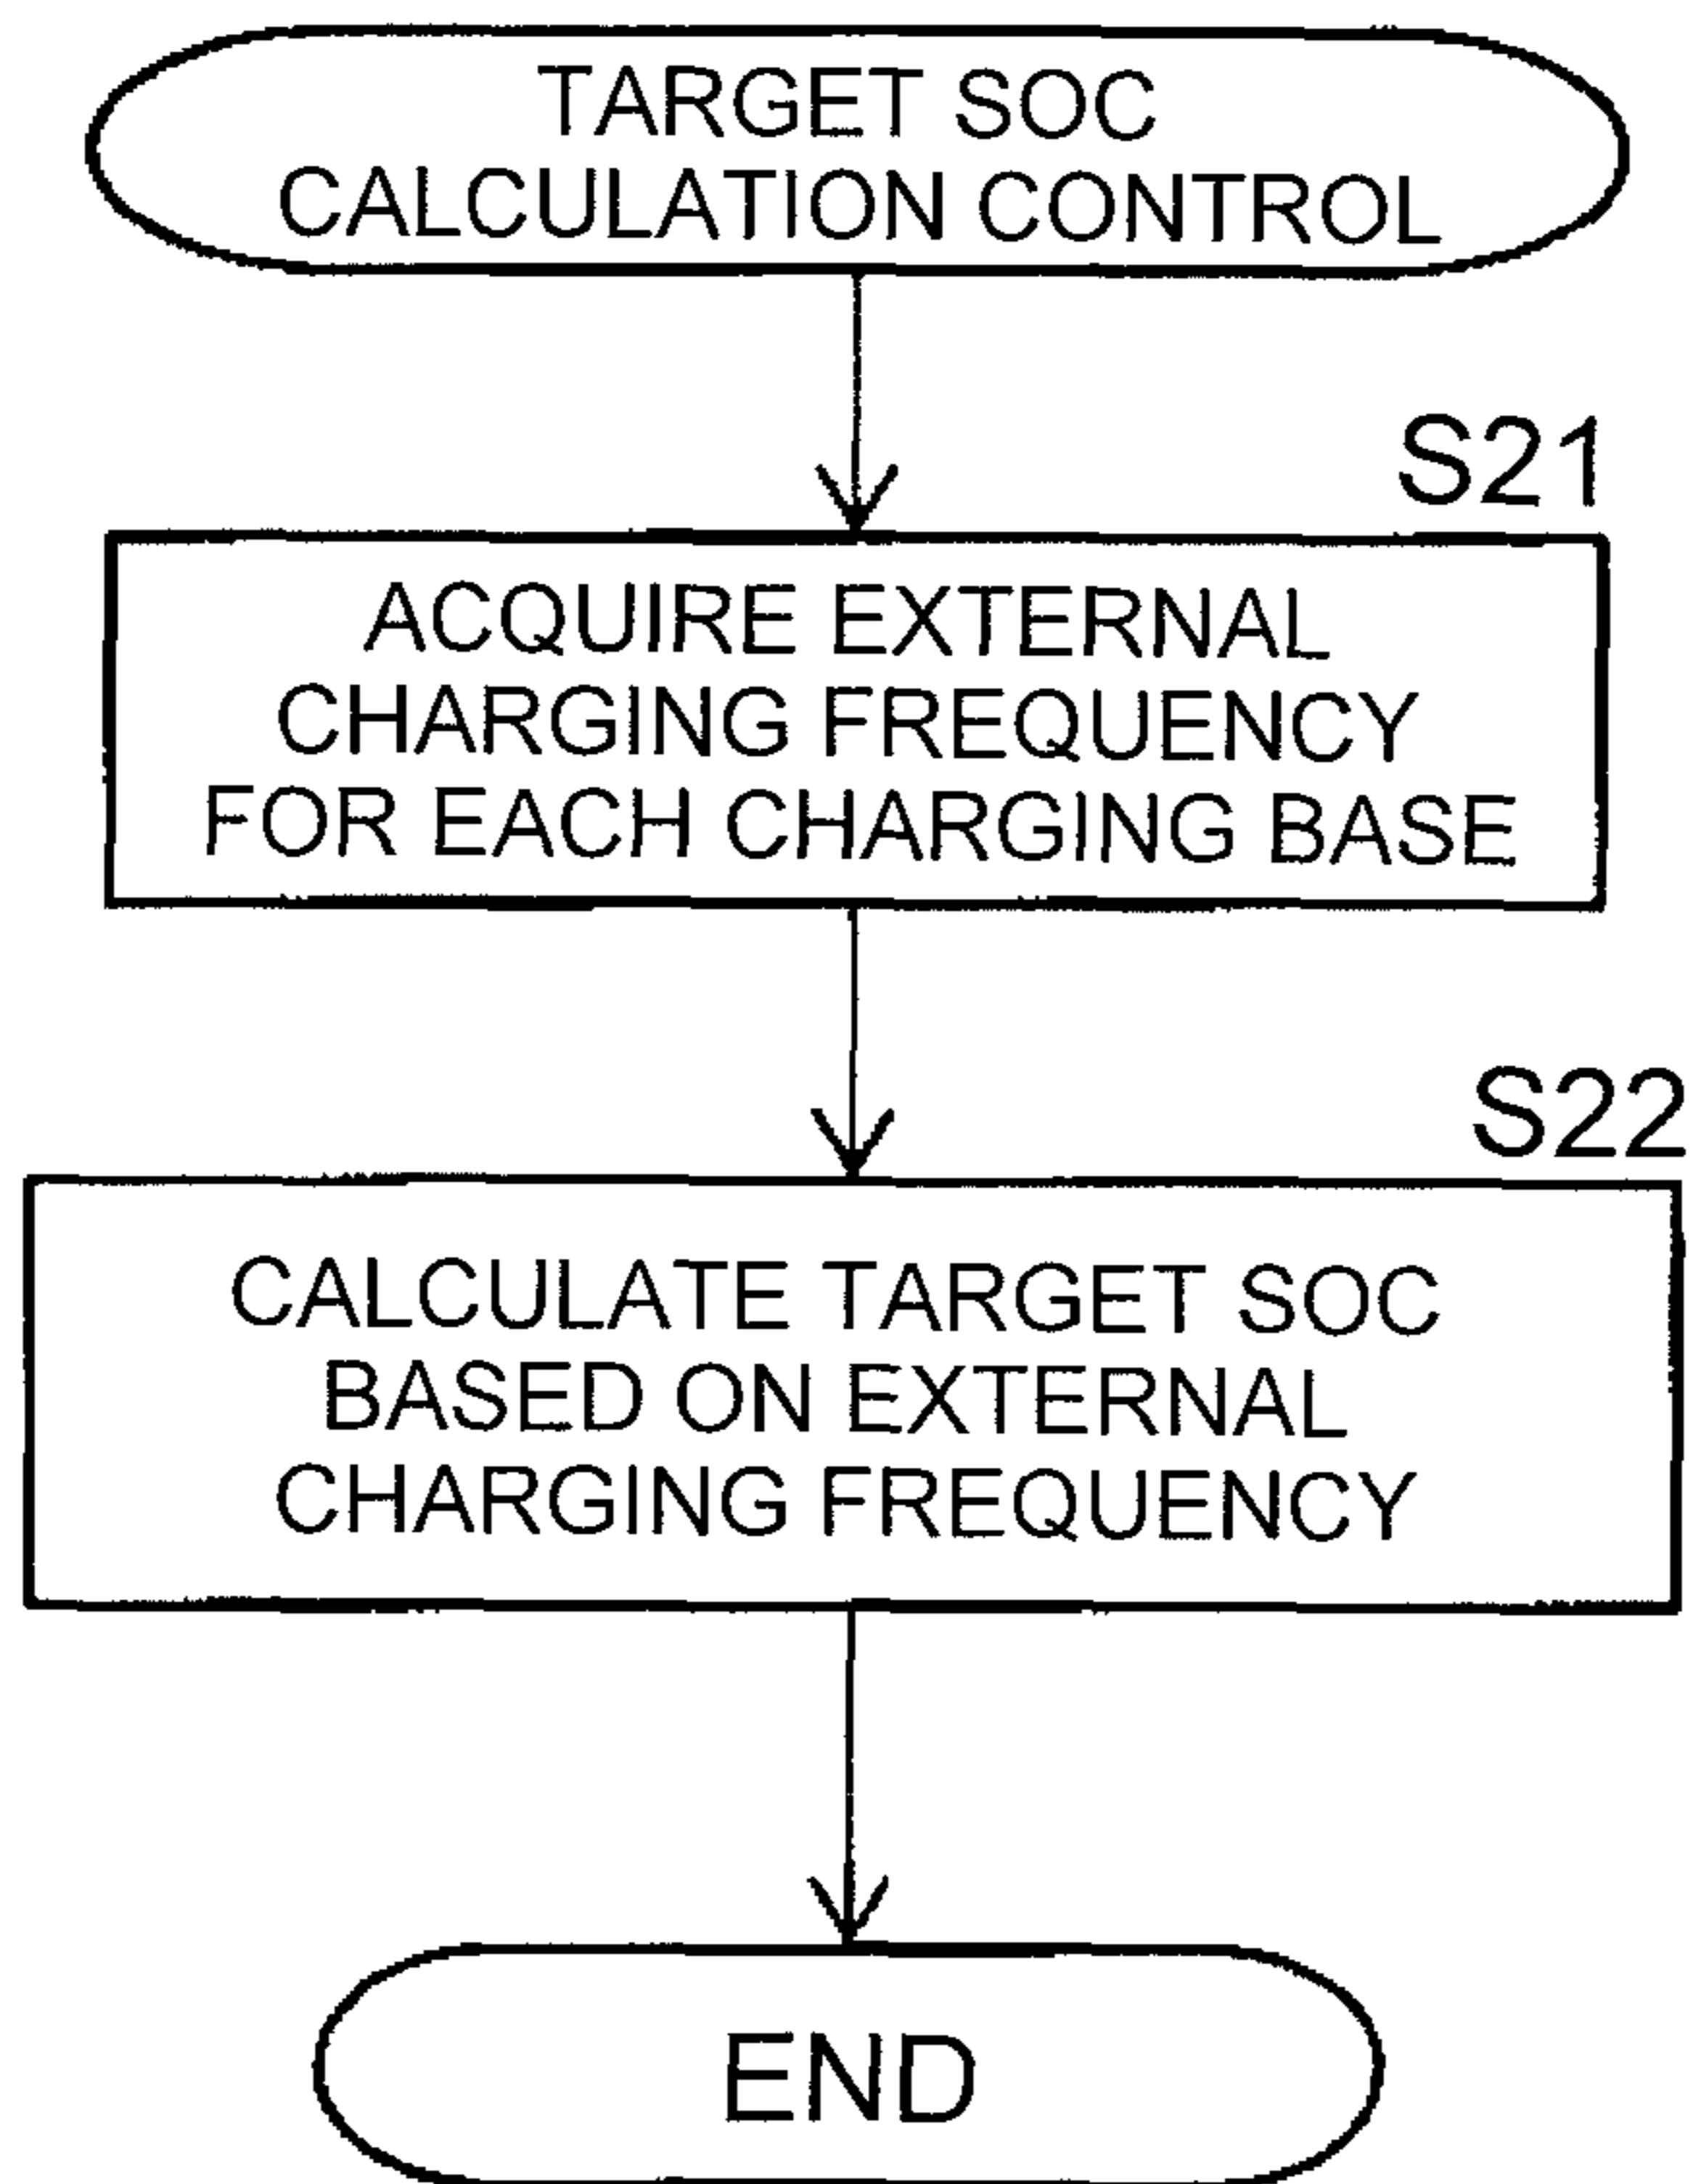 TARGET SOC
CALCULATION CONTROL
S21
ACQUIRE EXTERNAL
CHARGING FREQUENCY
FOR EACH CHARGING BASE
S22
CALCULATE TARGET SOC
BASED ON EXTERNAL
CHARGING FREQUENCY
END